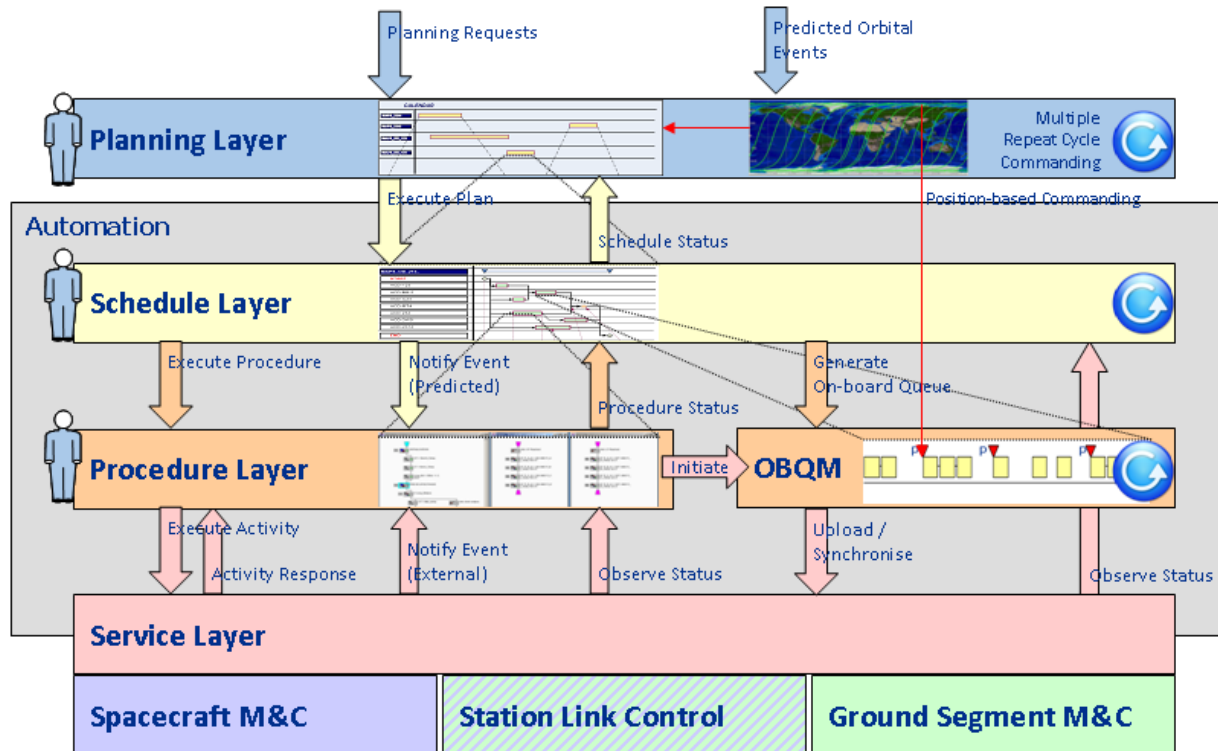 Planning Requests
Predicted Orbital
Events
CALENDAR
Planning Layer
Multiple
Repeat Cycle
Commanding
Execute Plan
Position-based Commanding
Automation
Schedule Status
Schedule Layer
Execute Procedure
Notify Event
(Predicted)
Generate
On-board Queue
Procedure Status
Procedure Layer
Initiate
OBQM
P
P
P
Execute Activity
Activity Response
Notify Event
(External)
Observe Status
Upload /
Synchronise
Observe Status
Service Layer
Spacecraft M&C
Station Link Control
Ground Segment M&C